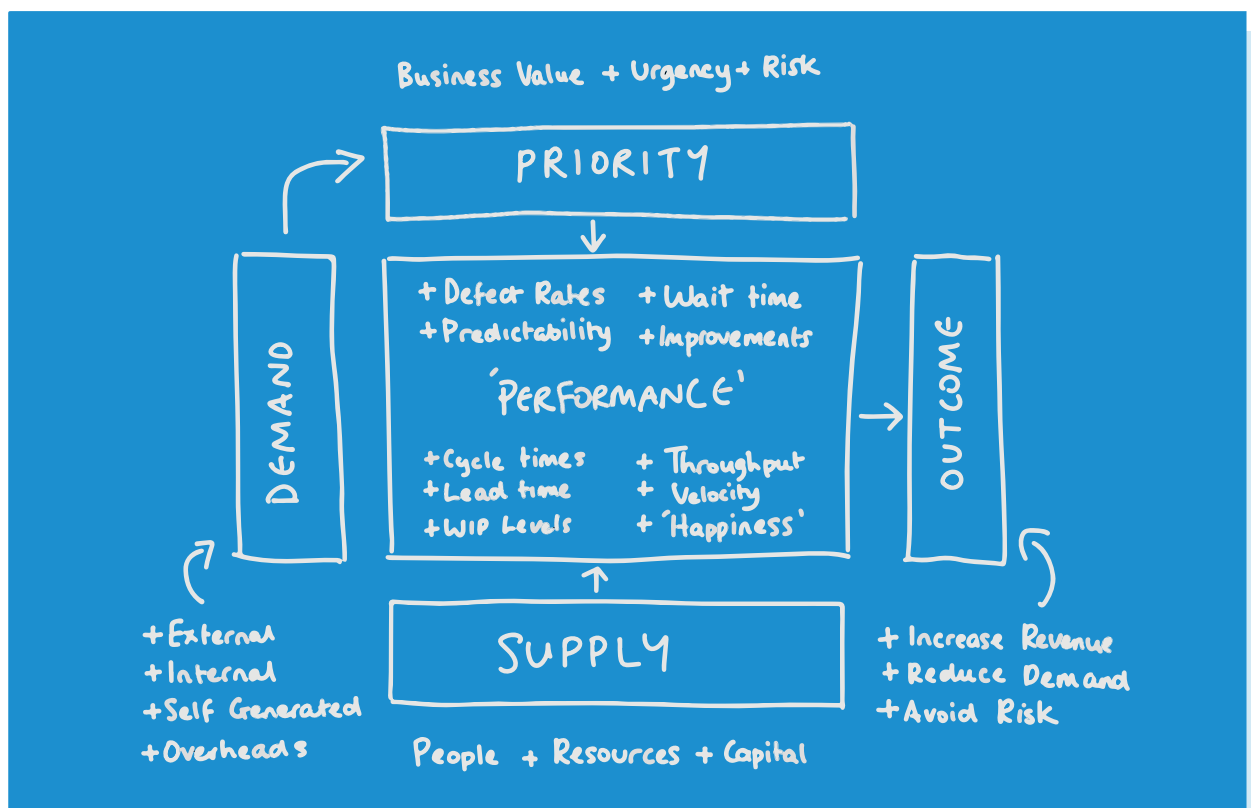 Business Value + Urgency + Risk
PRIORITY
DEMAND
+ Defect Rates
+ Predictability
+ Wait time
+ Improvements
'PERFORMANCE'
+ Cycle times
+ Lead time
+ WIP Levels
+ Throughput
+ Velocity
+ 'Happiness'
OUTCOME
SUPPLY
+ External
+ Internal
+ Self Generated
+ Overheads
People + Resources + Capital
+ Increase Revenue
+ Reduce Demand
+ Avoid Risk